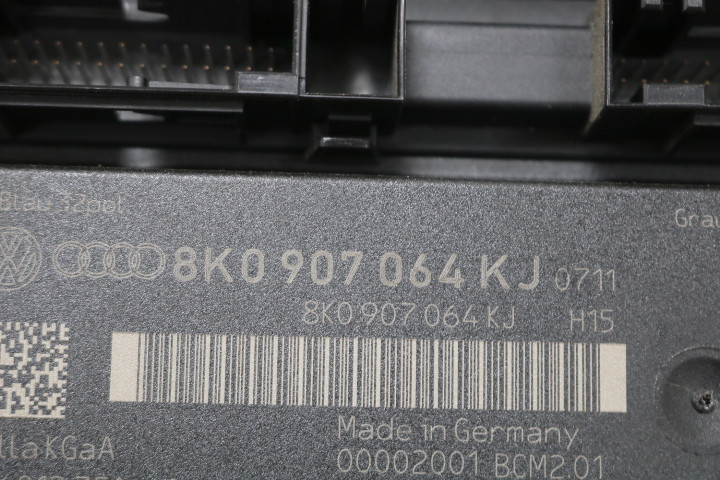 Blau 32pol.
Grau
8K0 907 064 KJ 0711
8K0 907 064 KJ H15
llaKGaA
Made in Germany
00002001 BCM2.01